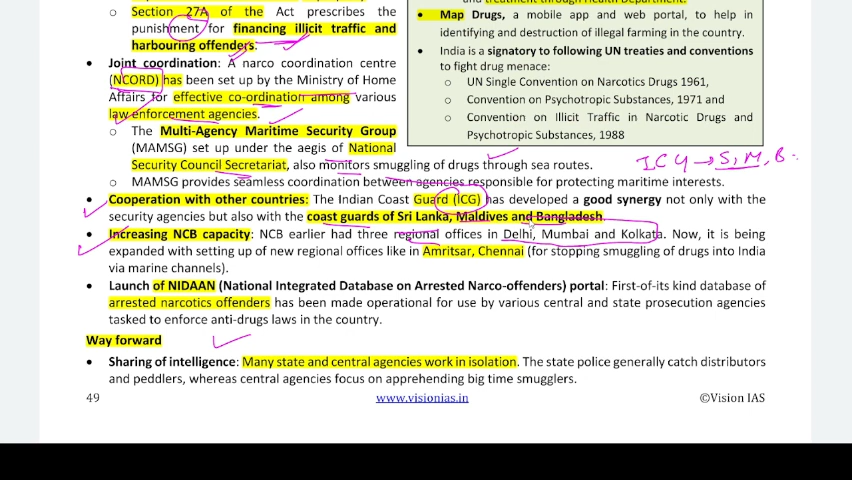 Section 27A of the Act prescribes the
punishment for financing illicit traffic and
harbouring offenders.
• Joint coordination: A narco coordination centre
(NCORD) has been set up by the Ministry of Home
Affairs for effective co-ordination among various
law enforcement agencies.
o The Multi-Agency Maritime Security Group
(MAMSG) set up under the aegis of National
Security Council Secretariat, also monitors smuggling of drugs through sea routes.
o MAMSG provides seamless coordination between agencies responsible for protecting maritime interests.
• Cooperation with other countries: The Indian Coast Guard (ICG) has developed a good synergy not only with the
security agencies but also with the coast guards of Sri Lanka, Maldives and Bangladesh.
• Increasing NCB capacity: NCB earlier had three regional offices in Delhi, Mumbai and Kolkata. Now, it is being
expanded with setting up of new regional offices like in Amritsar, Chennai (for stopping smuggling of drugs into India
via marine channels).
• Launch of NIDAAN (National Integrated Database on Arrested Narco-offenders) portal: First-of-its kind database of
arrested narcotics offenders has been made operational for use by various central and state prosecution agencies
tasked to enforce anti-drugs laws in the country.
Way forward
• Sharing of intelligence: Many state and central agencies work in isolation. The state police generally catch distributors
and peddlers, whereas central agencies focus on apprehending big time smugglers.
• Map Drugs, a mobile app and web portal, to help in
identifying and destruction of illegal farming in the country.
• India is a signatory to following UN treaties and conventions
to fight drug menace:
o UN Single Convention on Narcotics Drugs 1961,
o Convention on Psychotropic Substances, 1971 and
o Convention on Illicit Traffic in Narcotic Drugs and
Psychotropic Substances, 1988
ICG → S, M, B
49 www.visionias.in ©Vision IAS